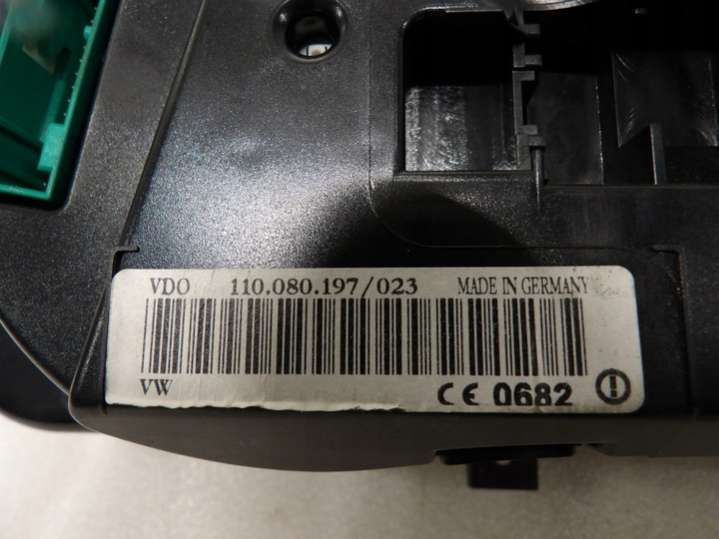 VDO 110.080.197/023 MADE IN GERMANY
VW CE 0682